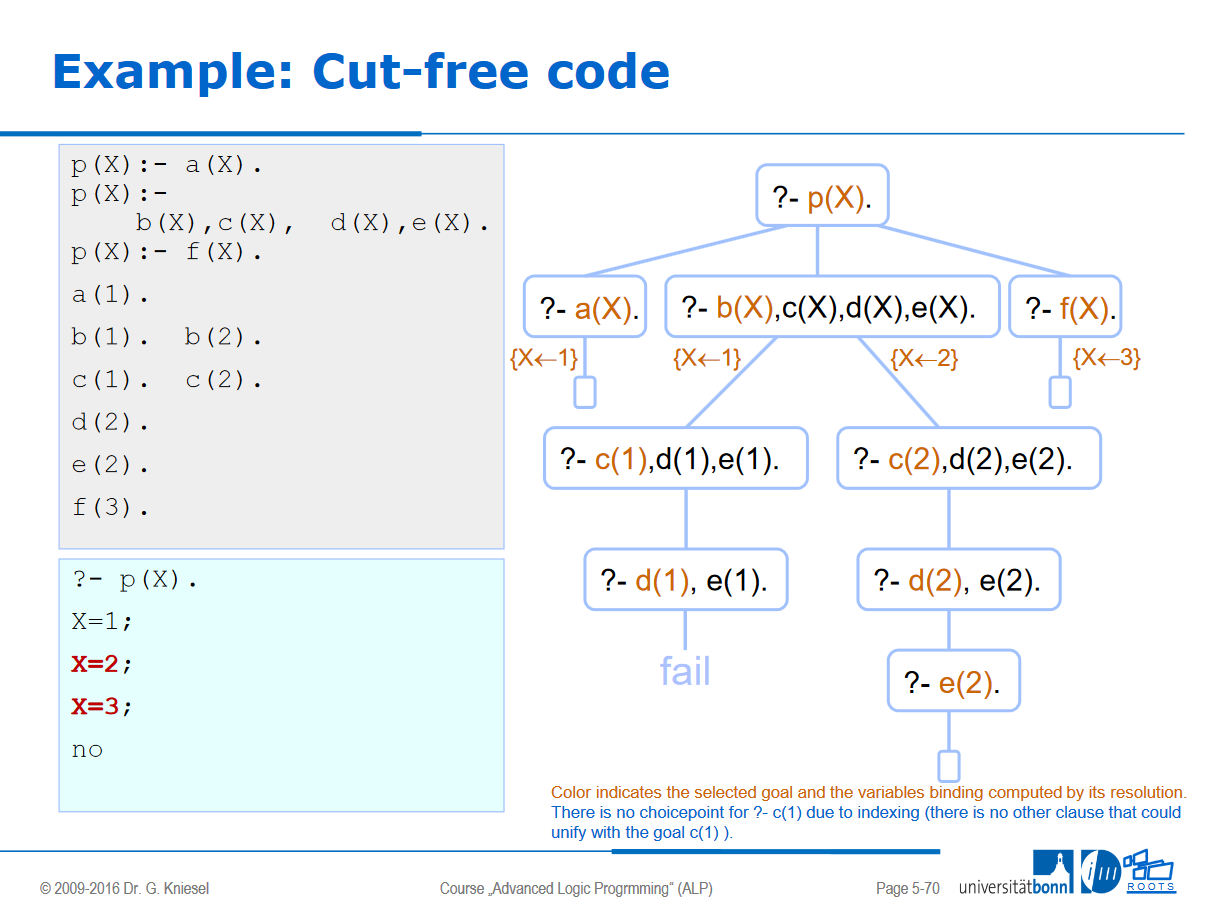 Example: Cut-free code
p(X):- a(X).
p(X):-
b(X),c(X), d(X),e(X).
p(X):- f(X).
a(1).
b(1). b(2).
c(1). c(2).
d(2).
e(2).
f(3).
?- p(X).
X=1;
X=2;
X=3;
no
?- p(X).
?- a(X).
?- b(X),c(X),d(X),e(X).
?- f(X).
{X←1}
{X←1}
{X←2}
{X←3}
?- c(1),d(1),e(1).
?- c(2),d(2),e(2).
?- d(1), e(1).
?- d(2), e(2).
fail
?- e(2).
Color indicates the selected goal and the variables binding computed by its resolution.
There is no choicepoint for ?- c(1) due to indexing (there is no other clause that could
unify with the goal c(1) ).
© 2009-2016 Dr. G. Kniesel
Course „Advanced Logic Progrmming“ (ALP)
Page 5-70
universitätbonn
ROOTS